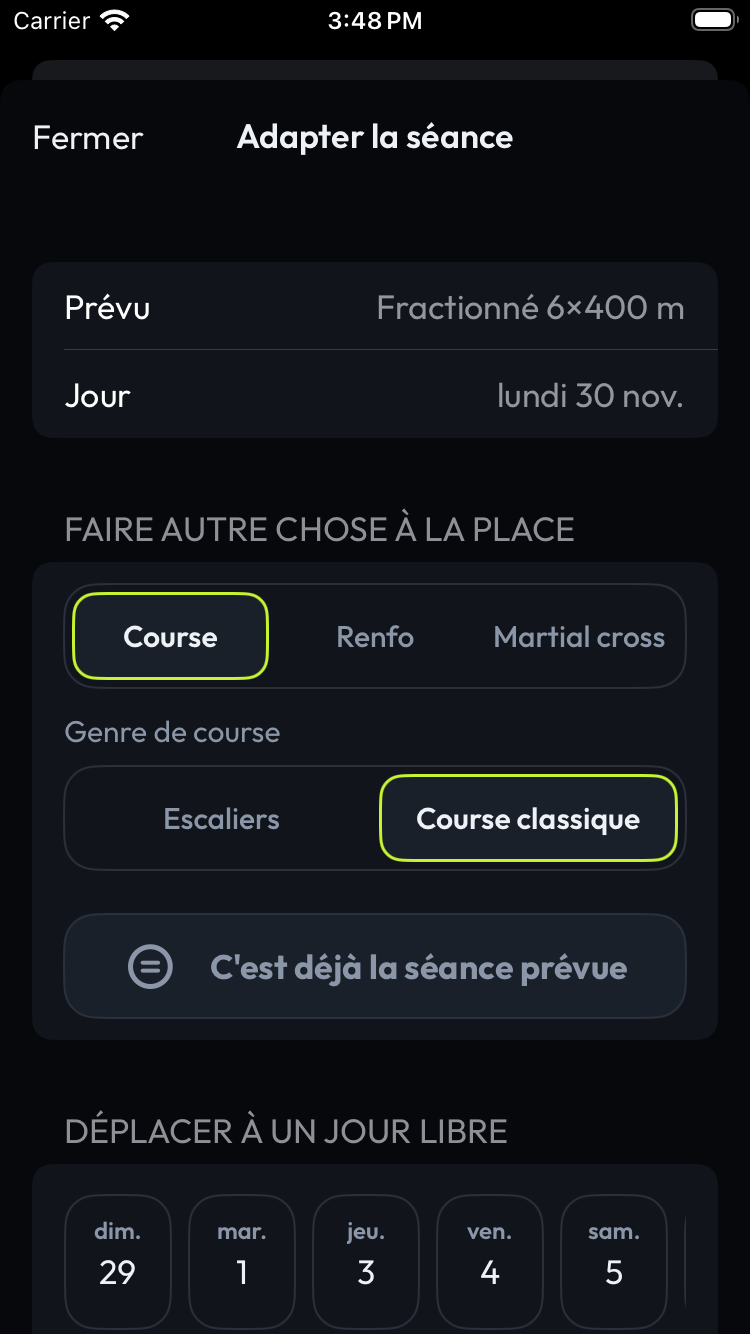 Carrier 3:48 PM
Fermer Adapter la séance
Prévu Fractionné 6×400 m
Jour lundi 30 nov.
FAIRE AUTRE CHOSE À LA PLACE
Course Renfo Martial cross
Genre de course
Escaliers Course classique
C'est déjà la séance prévue
DÉPLACER À UN JOUR LIBRE
dim. mar. jeu. ven. sam.
29 1 3 4 5